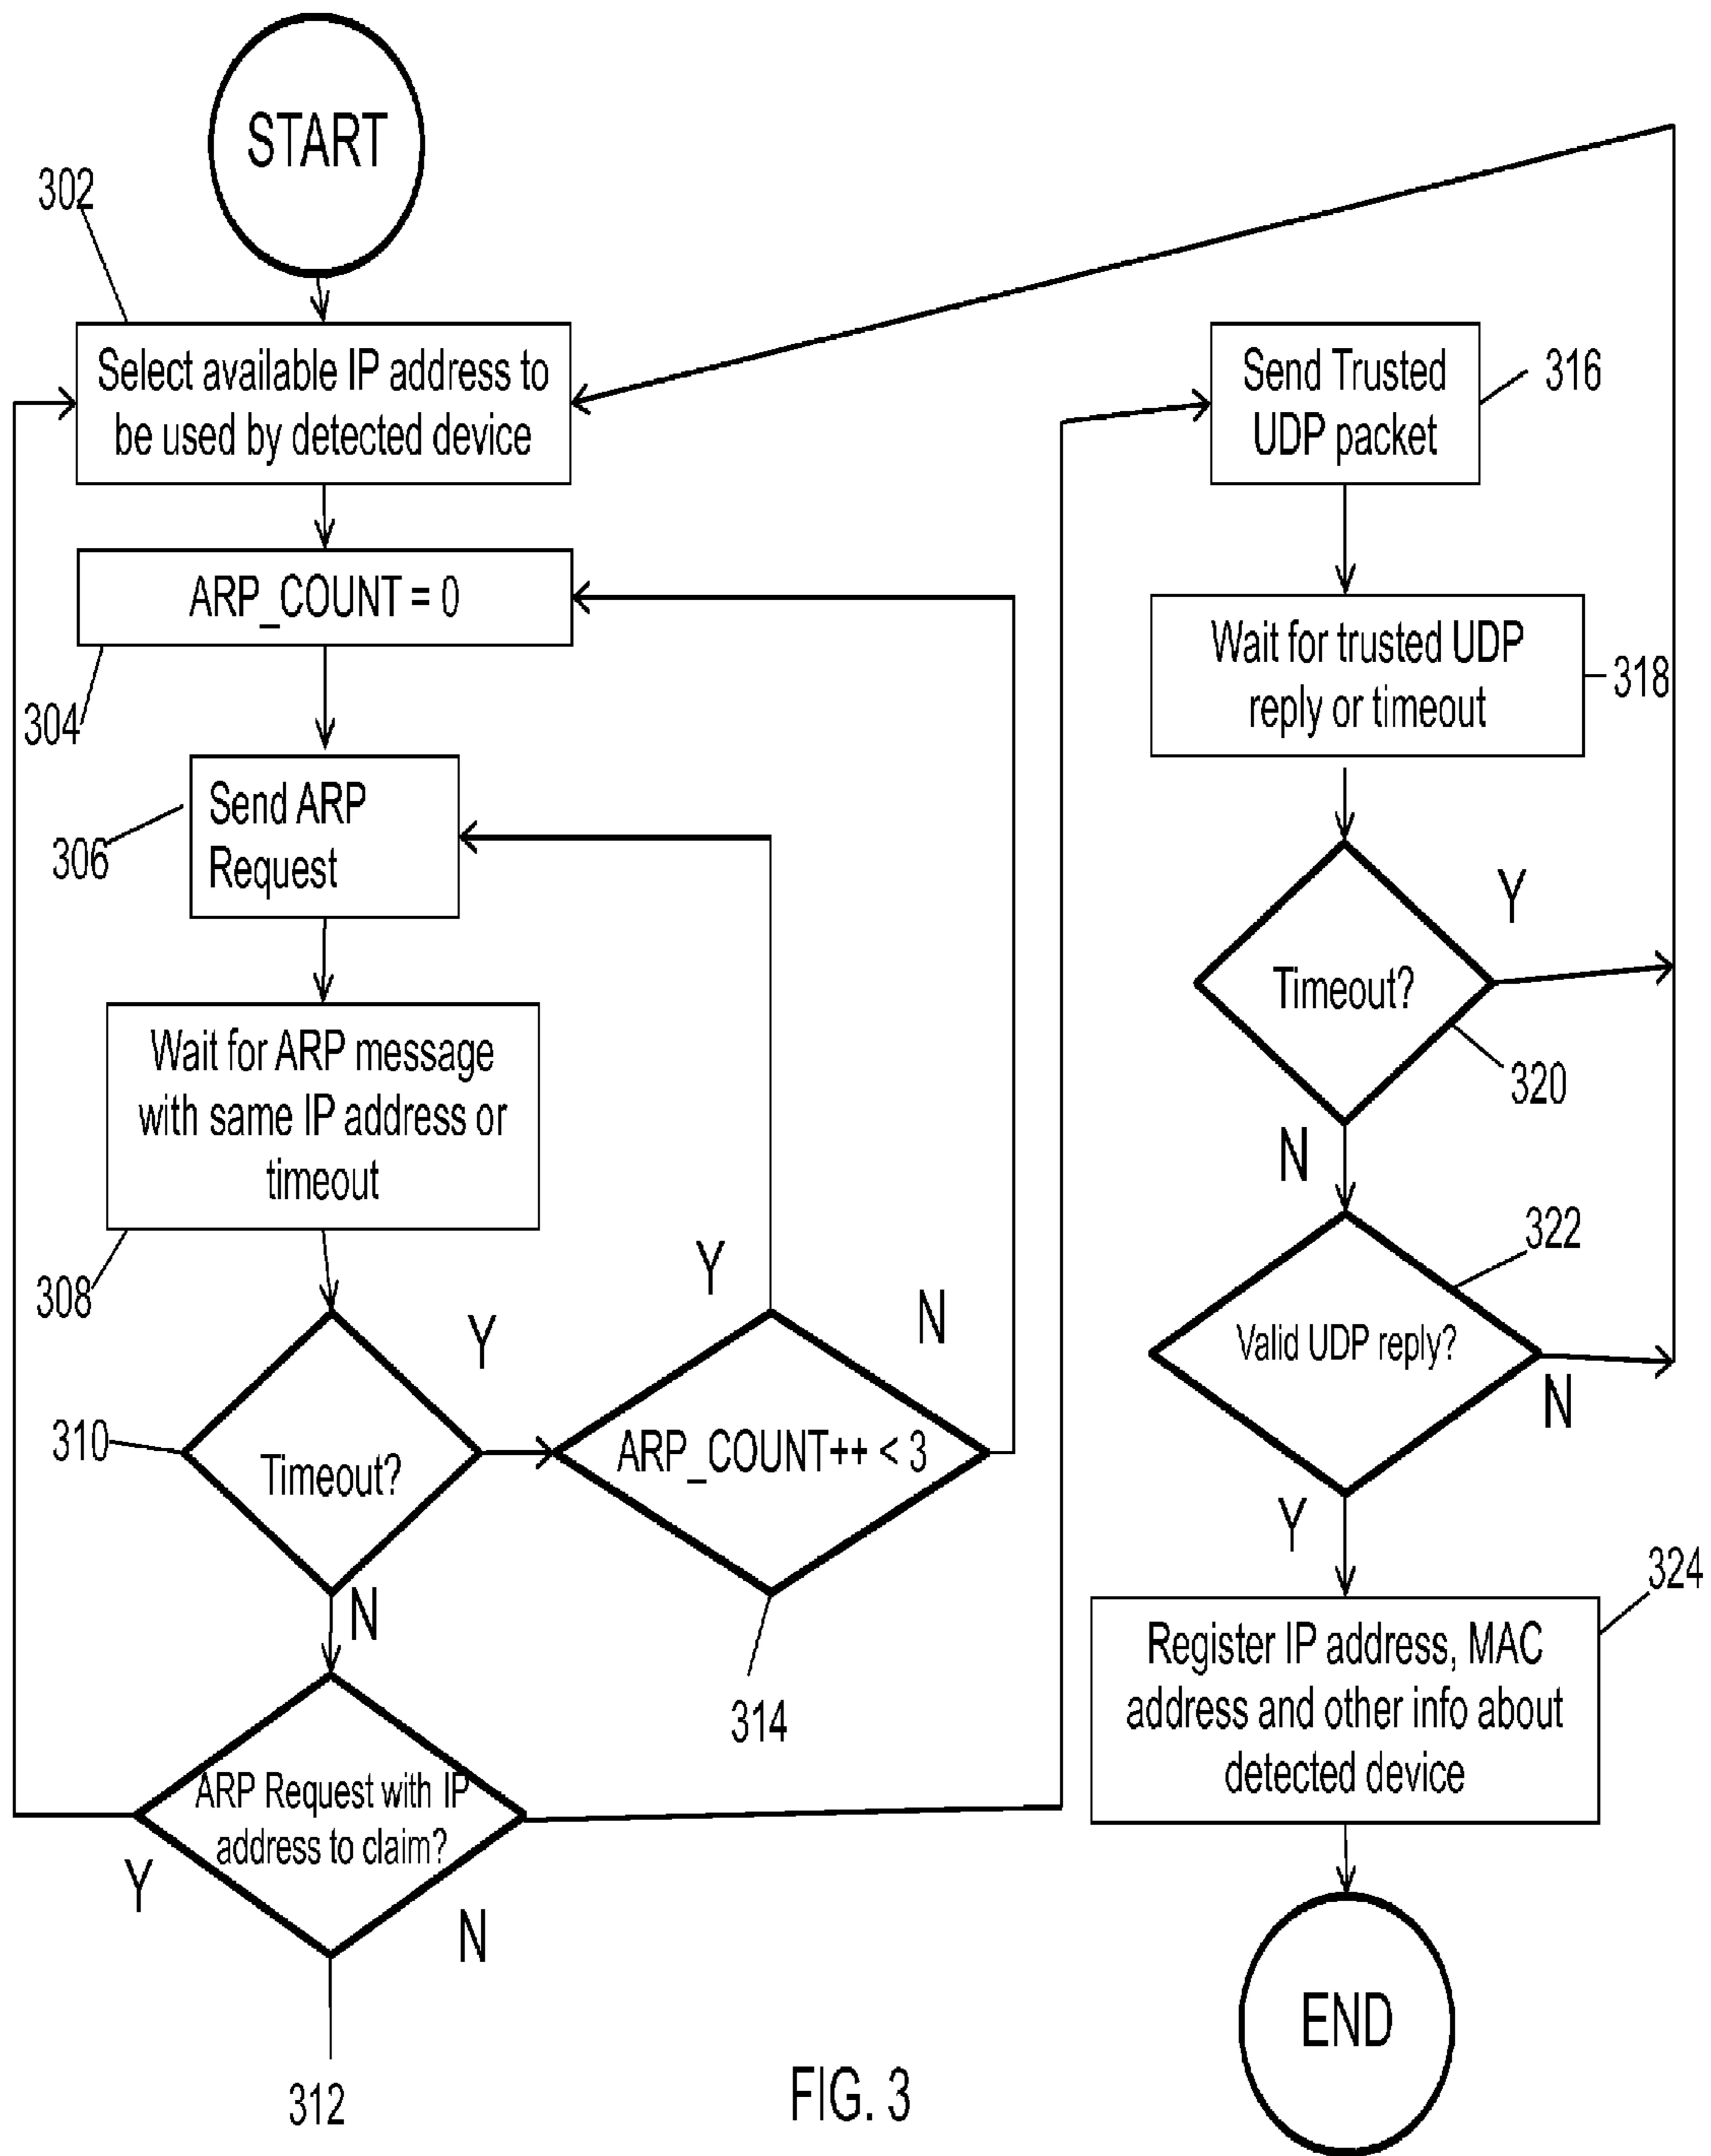 START
302
Select available IP address to
be used by detected device
ARP_COUNT = 0
304
Send ARP
Request
306
Wait for ARP message
with same IP address or
timeout
308
Timeout?
310
Y
N
ARP_COUNT++ < 3
Y
N
314
ARP Request with IP
address to claim?
Y
N
312
Send Trusted
UDP packet
316
Wait for trusted UDP
reply or timeout
318
Timeout?
Y
320
N
322
Valid UDP reply?
N
Y
324
Register IP address, MAC
address and other info about
detected device
END
FIG. 3